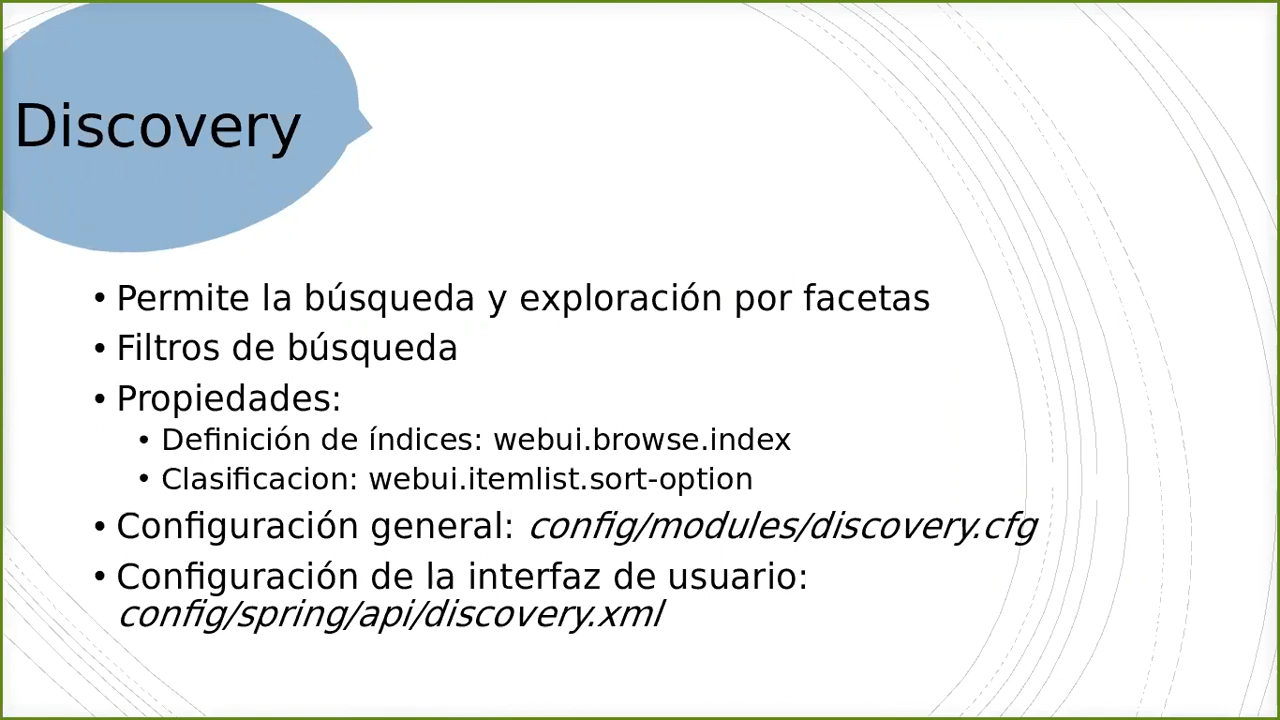 Discovery
• Permite la búsqueda y exploración por facetas
• Filtros de búsqueda
• Propiedades:
• Definición de índices: webui.browse.index
• Clasificacion: webui.itemlist.sort-option
• Configuración general: config/modules/discovery.cfg
• Configuración de la interfaz de usuario:
config/spring/api/discovery.xml